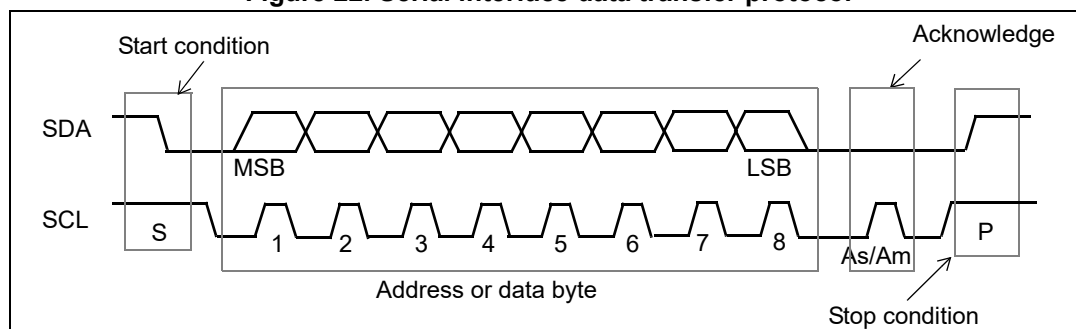 Start condition
Acknowledge
SDA
MSB
LSB
SCL
S
1 2 3 4 5 6 7 8
As/Am
P
Address or data byte
Stop condition